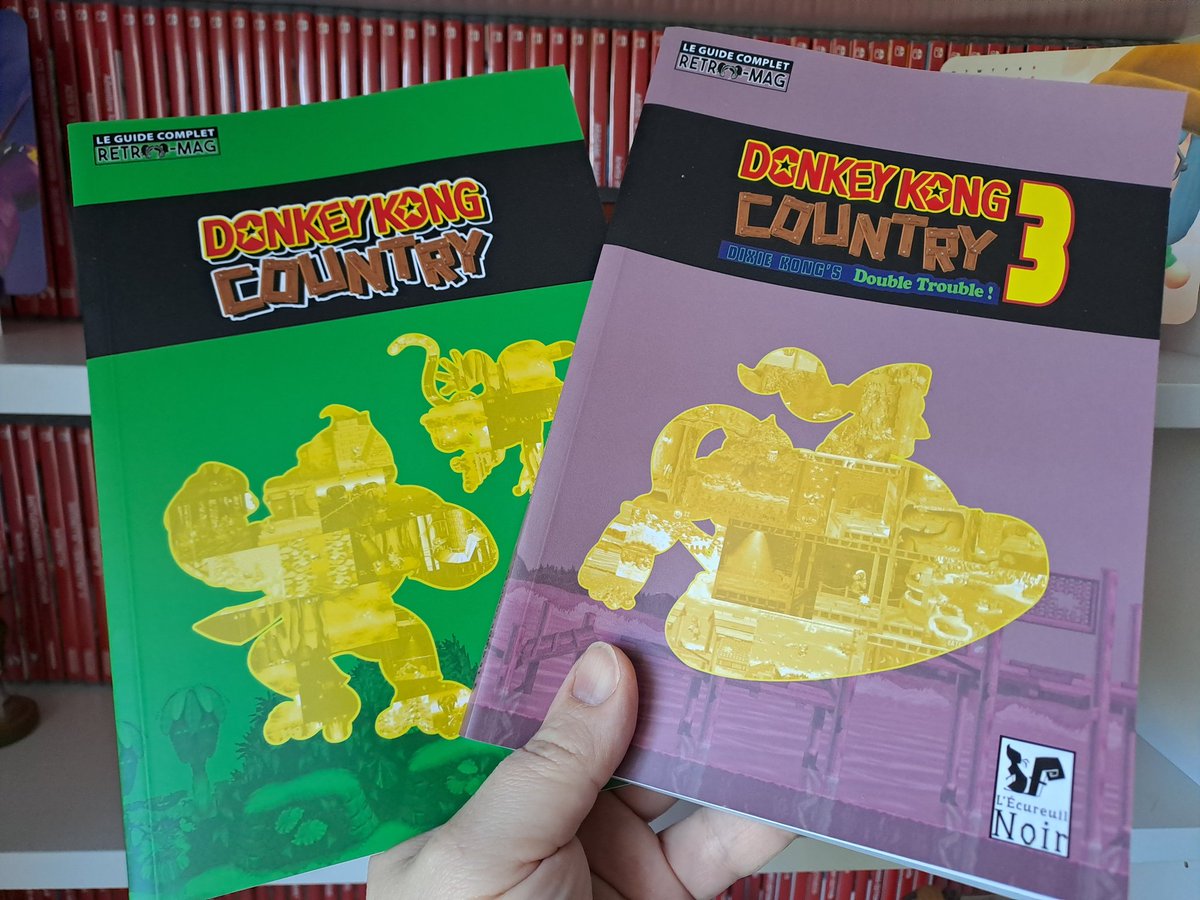 LE GUIDE COMPLET
RETRO-MAG
DONKEY KONG
COUNTRY
LE GUIDE COMPLET
RETRO-MAG
DONKEY KONG
COUNTRY 3
DIXIE KONG'S Double Trouble !
L'Écureuil
Noir